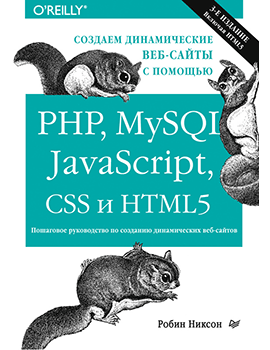 O'REILLY®
3-Е ИЗДАНИЕ
Включая HTML5
СОЗДАЕМ ДИНАМИЧЕСКИЕ
ВЕБ-САЙТЫ
С ПОМОЩЬЮ
PHP, MySQl
JavaScript,
CSS и HTML5
Пошаговое руководство по созданию динамических веб-сайтов
Робин Никсон
ПИТЕР